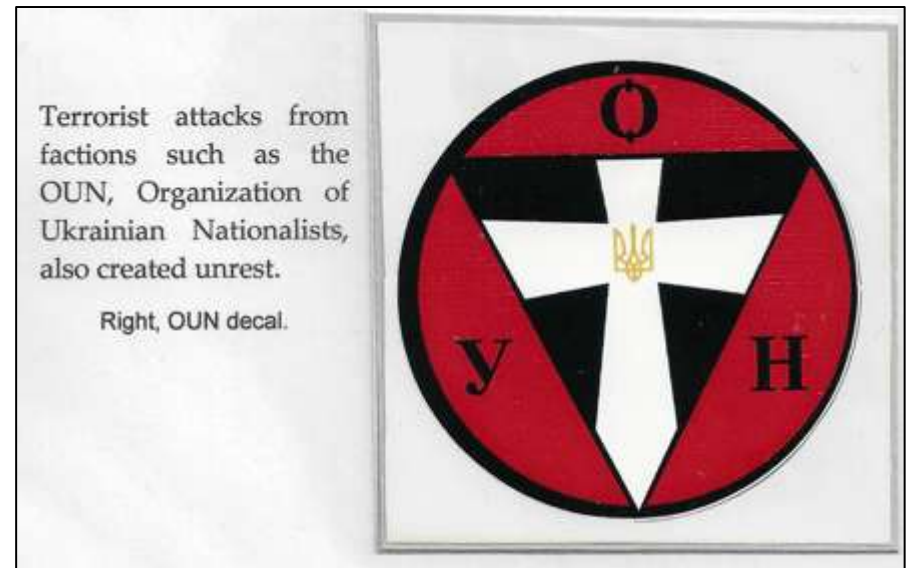 Terrorist attacks from
factions such as the
OUN, Organization of
Ukrainian Nationalists,
also created unrest.
Right, OUN decal.
О
У Н